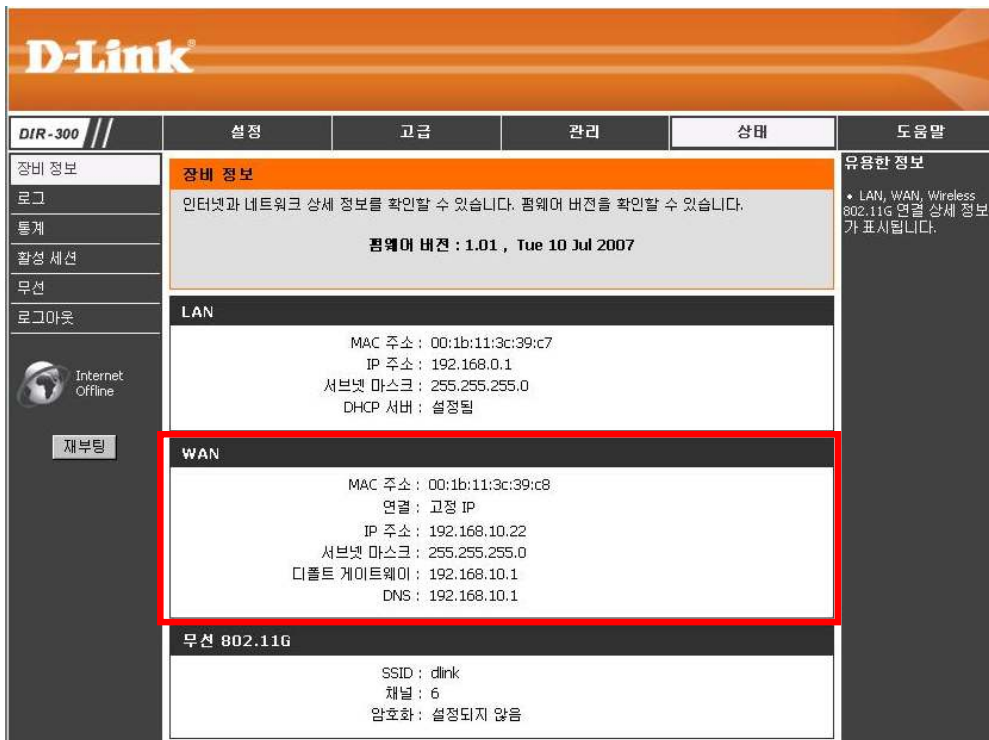 D-Link
DIR-300 설정 고급 관리 상태 도움말
장비 정보
로그
통계
활성 세션
무선
로그아웃
Internet
Offline
재부팅
장비 정보
인터넷과 네트워크 상세 정보를 확인할 수 있습니다. 펌웨어 버전을 확인할 수 있습니다.
펌웨어 버전 : 1.01 , Tue 10 Jul 2007
LAN
MAC 주소 : 00:1b:11:3c:39:c7
IP 주소 : 192.168.0.1
서브넷 마스크 : 255.255.255.0
DHCP 서버 : 설정됨
WAN
MAC 주소 : 00:1b:11:3c:39:c8
연결 : 고정 IP
IP 주소 : 192.168.10.22
서브넷 마스크 : 255.255.255.0
디폴트 게이트웨이 : 192.168.10.1
DNS : 192.168.10.1
무선 802.11G
SSID : dlink
채널 : 6
암호화 : 설정되지 않음
유용한 정보
• LAN, WAN, Wireless
802.11G 연결 상세 정보
가 표시됩니다.